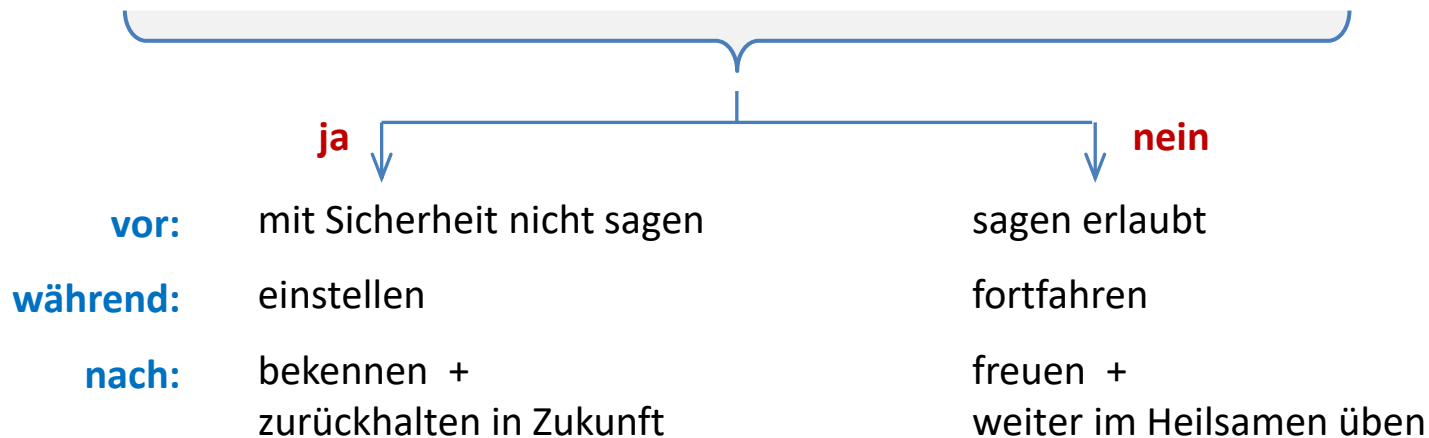 ja nein
vor: mit Sicherheit nicht sagen sagen erlaubt
während: einstellen fortfahren
nach: bekennen + freuen +
zurückhalten in Zukunft weiter im Heilsamen üben